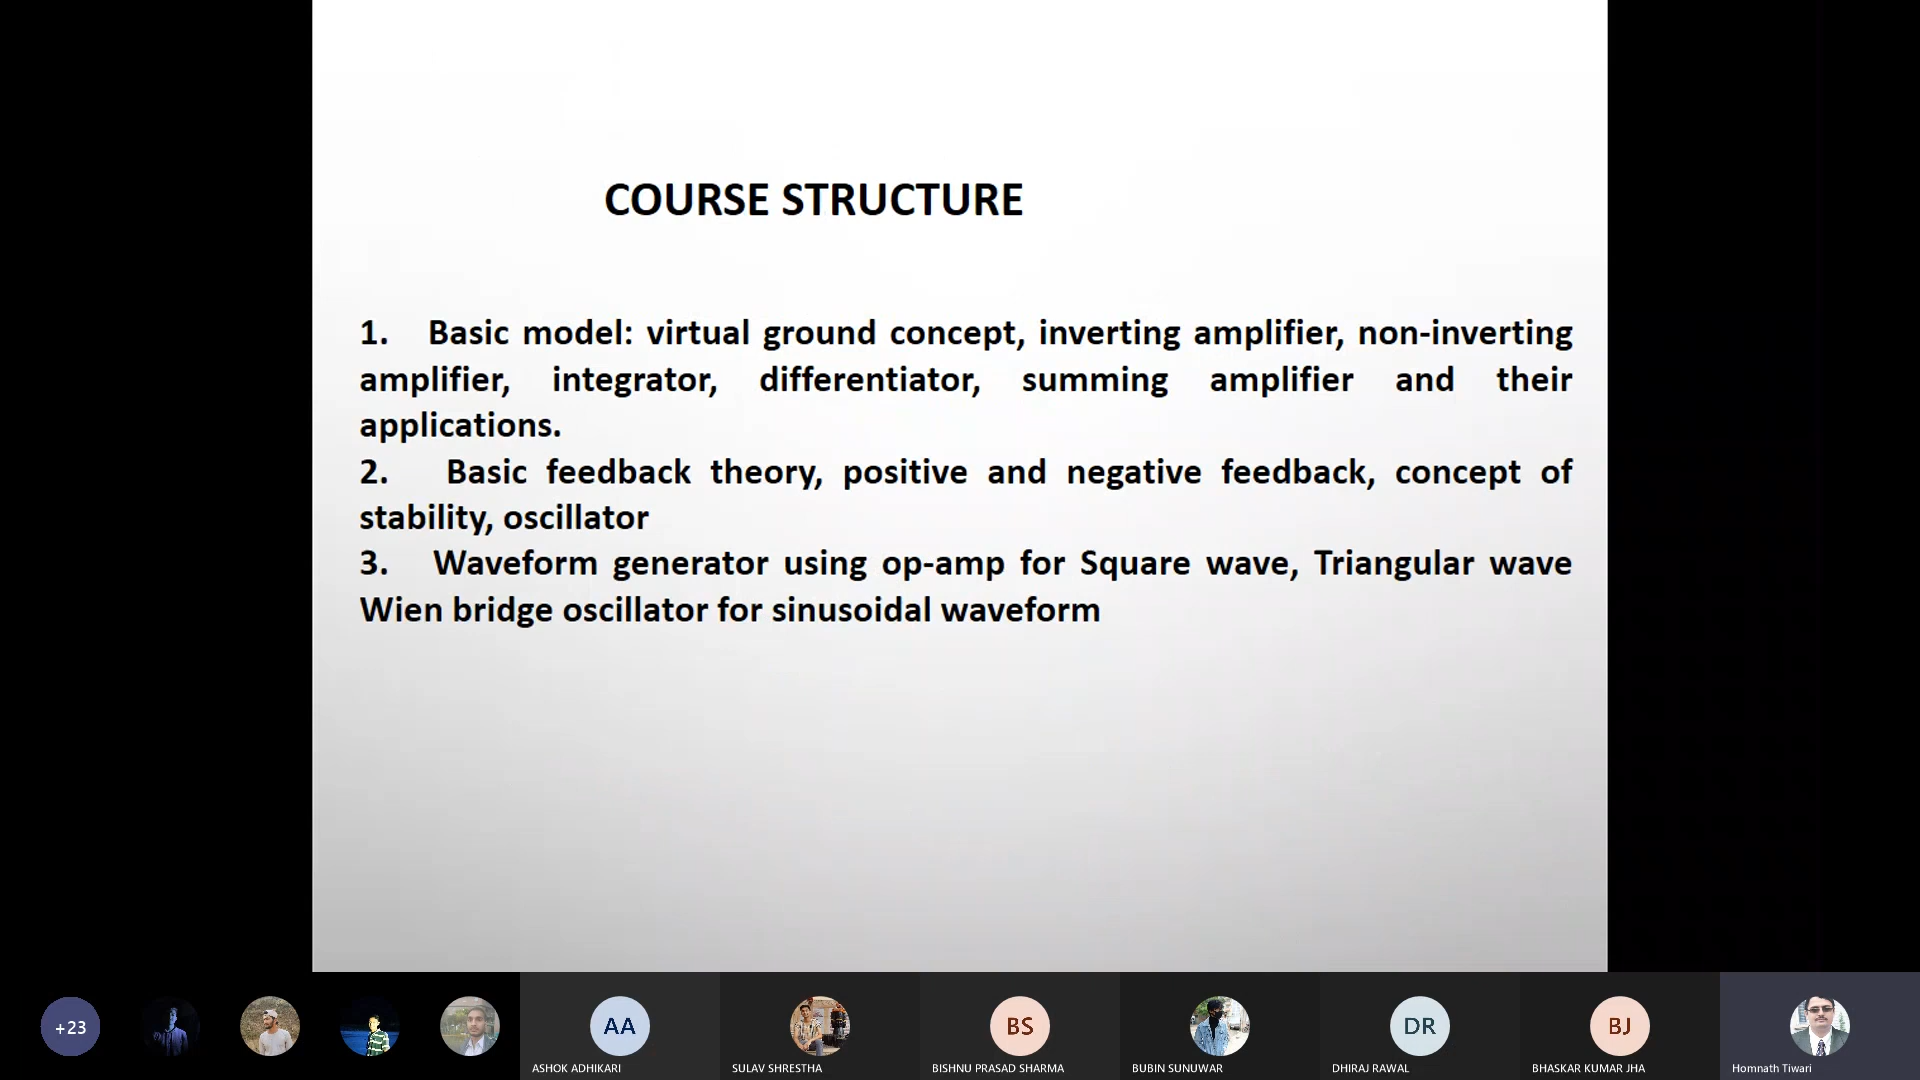 COURSE STRUCTURE
1. Basic model: virtual ground concept, inverting amplifier, non-inverting
amplifier, integrator, differentiator, summing amplifier and their
applications.
2. Basic feedback theory, positive and negative feedback, concept of
stability, oscillator
3. Waveform generator using op-amp for Square wave, Triangular wave
Wien bridge oscillator for sinusoidal waveform
+23
AA
BS
DR
BJ
ASHOK ADHIKARI
SULAV SHRESTHA
BISHNU PRASAD SHARMA
BUBIN SUNUWAR
DHIRAJ RAWAL
BHASKAR KUMAR JHA
Homnath Tiwari